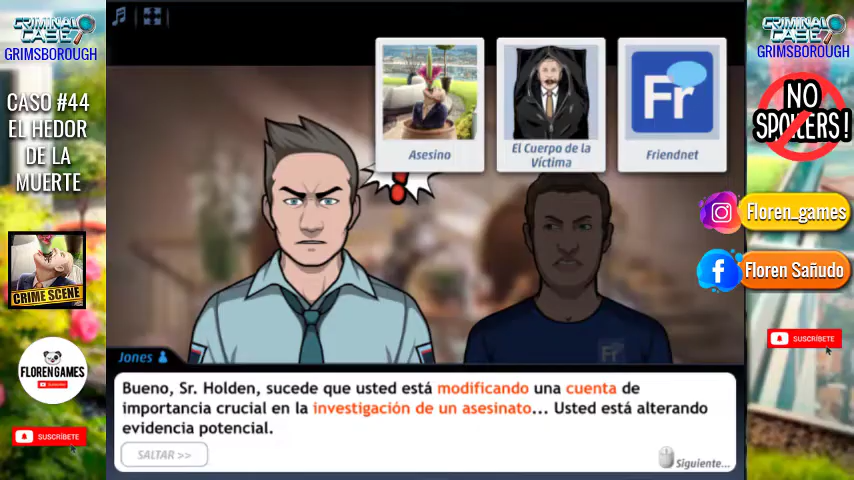 CRIMINAL
CASE
GRIMSBOROUGH
CASO #44
EL HEDOR
DE LA
MUERTE
CRIME SCENE
FLOREN GAMES
SUSCRÍBETE
Asesino
El Cuerpo de la
Víctima
Fr
Friendnet
Jones
Bueno, Sr. Holden, sucede que usted está modificando una cuenta de
importancia crucial en la investigación de un asesinato... Usted está alterando
evidencia potencial.
SALTAR >>
Siguiente...
CRIMINAL
CASE
GRIMSBOROUGH
NO
SPOILERS!
Floren_games
Floren Sañudo
SUSCRÍBETE